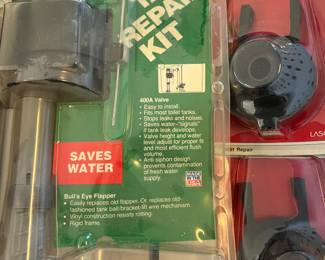 REPAIR
KIT
400A Valve
• Easy to install.
• Fits most toilet tanks.
• Stops leaks and noises.
• Saves water-"signals"
if tank leak develops.
• Valve height and water
level adjust for proper fit
and most efficient flush
volume.
• Anti siphon design
prevents contamination
of fresh water
supply.
SAVES
WATER
MADE
IN THE
USA
Bull's Eye Flapper
• Easily replaces old flapper. Or, replaces old-
fashioned tank ball/bracket-lift wire mechanism.
• Vinyl construction resists rotting.
• Rigid frame.
LAS
Repair